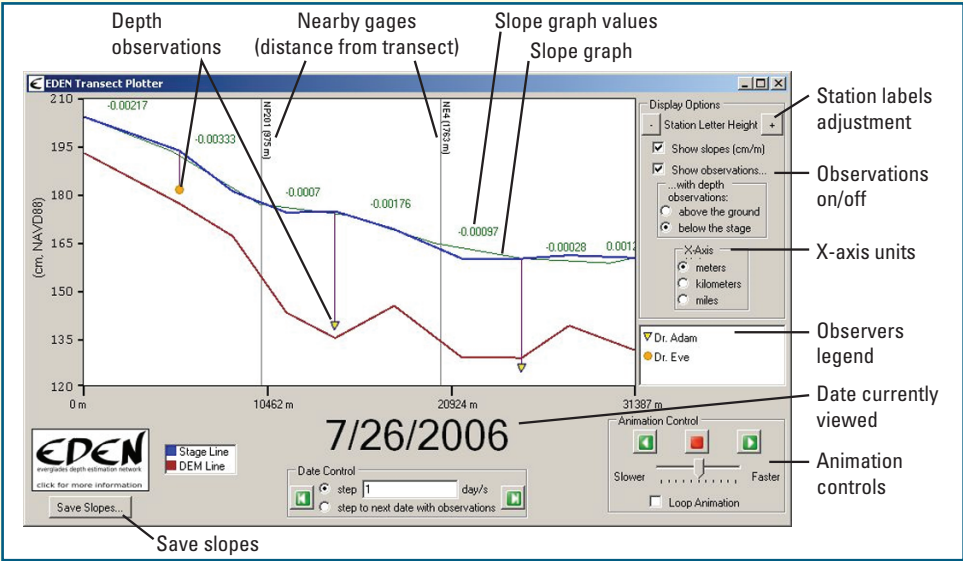 Depth observations
Nearby gages (distance from transect)
Slope graph values
Slope graph
EDEN Transect Plotter
210
195
180
165
150
135
120
(cm, NAVD88)
-0.00217
-0.00333
NP201 (975 m)
-0.0007
-0.00176
NE4 (1763 m)
-0.00097
-0.00028
0.0012
0 m
10462 m
20924 m
31387 m
Display Options
- Station Letter Height +
Show slopes (cm/m)
Show observations...
...with depth observations:
above the ground
below the stage
X-Axis
meters
kilometers
miles
Dr. Adam
Dr. Eve
Station labels adjustment
Observations on/off
X-axis units
Observers legend
Date currently viewed
Animation controls
EDEN
everglades depth estimation network
click for more information
Stage Line
DEM Line
7/26/2006
Date Control
step 1 day/s
step to next date with observations
Animation Control
Slower
Faster
Loop Animation
Save Slopes...
Save slopes